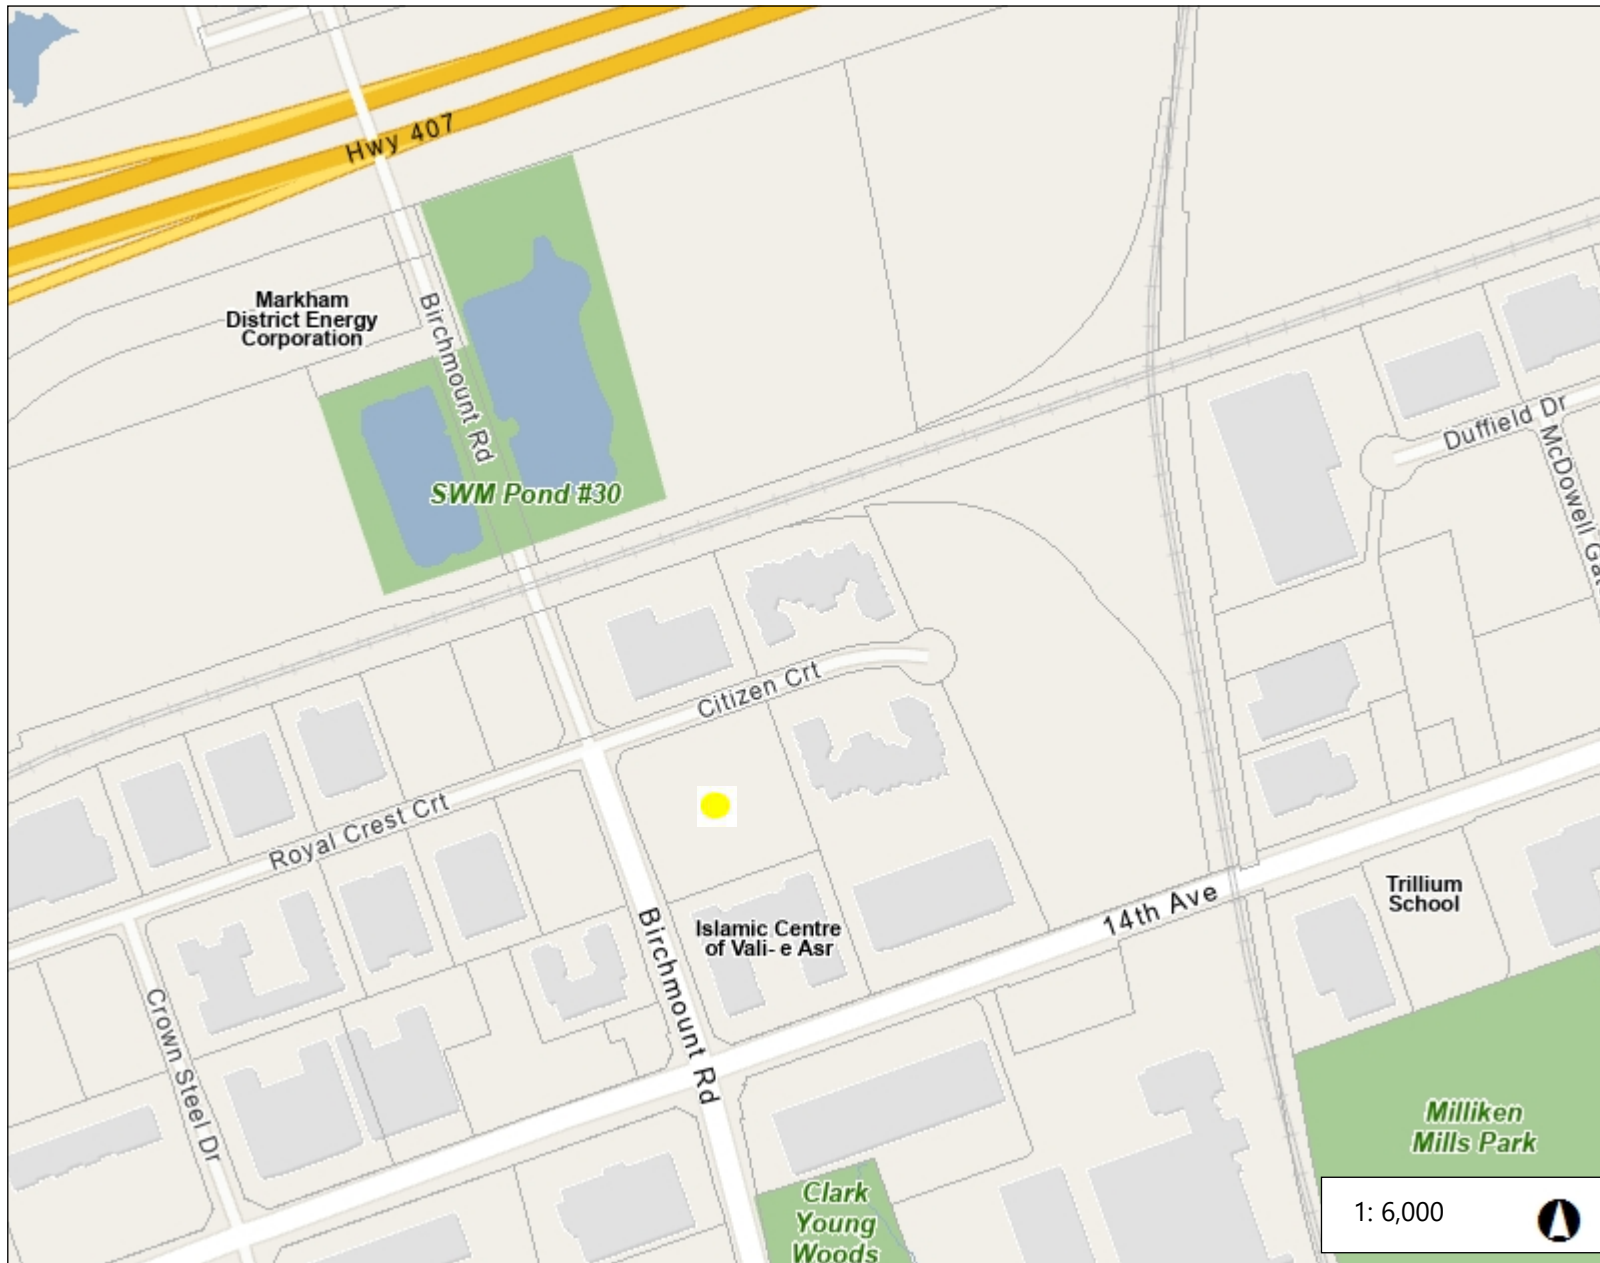 Hwy 407
Markham
District Energy
Corporation
Birchmount Rd
SWM Pond #30
Duffield Dr
McDowell Gat
Citizen Crt
Royal Crest Crt
Birchmount Rd
Islamic Centre
of Vali- e Asr
14th Ave
Trillium
School
Crown Steel Dr
Milliken
Mills Park
Clark
Young
Woods
1: 6,000